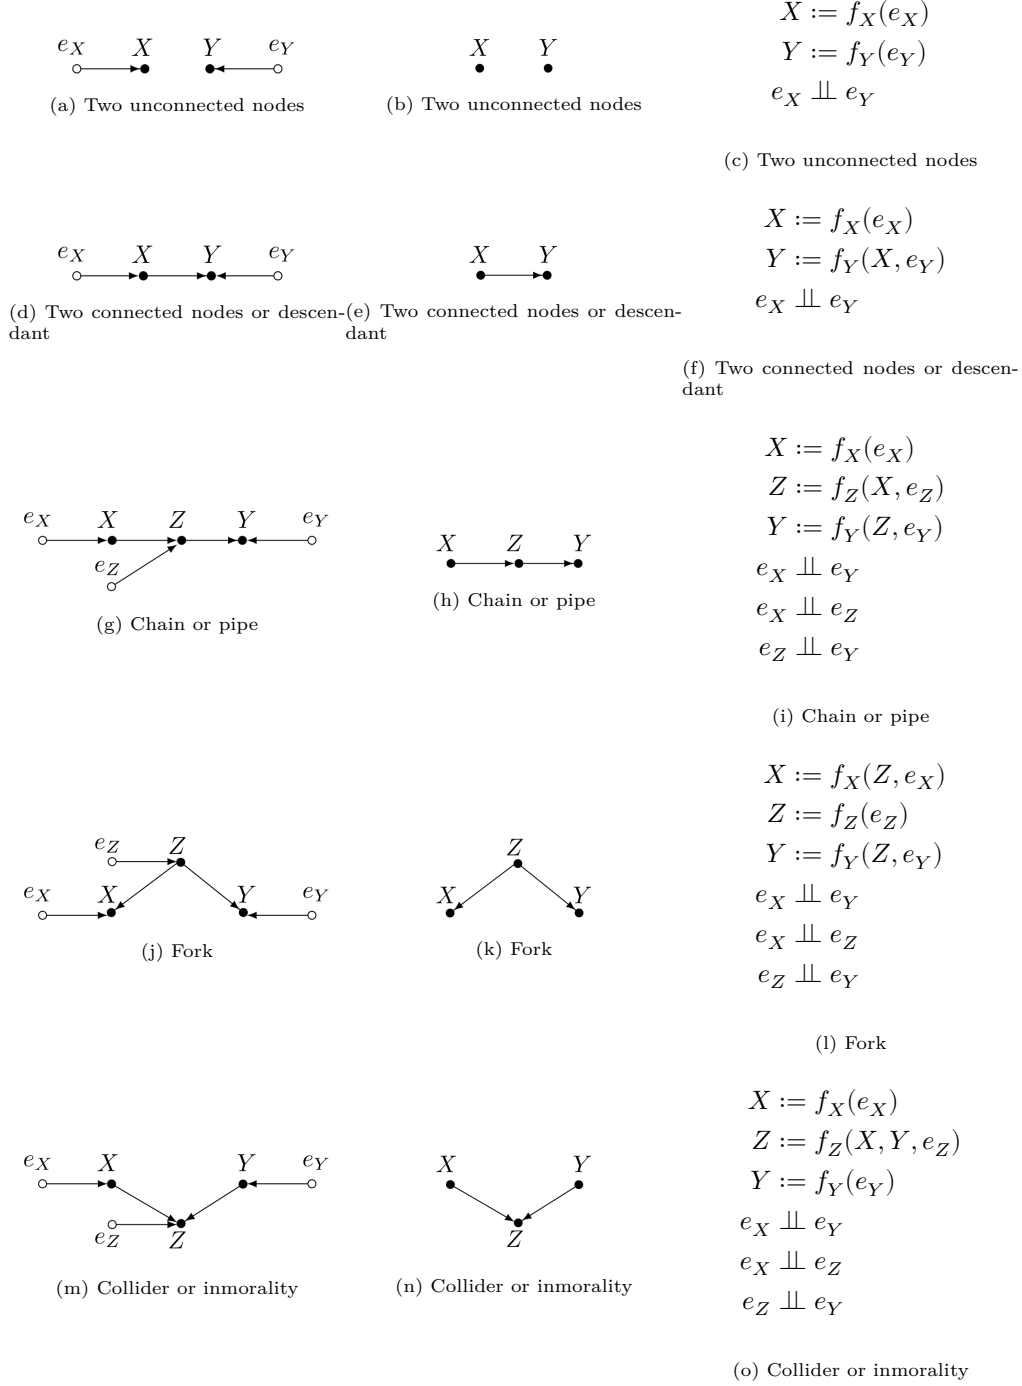 e_X X Y e_Y
(a) Two unconnected nodes
X Y
(b) Two unconnected nodes
X := f_X(e_X)
Y := f_Y(e_Y)
e_X ⫫ e_Y
(c) Two unconnected nodes
e_X X Y e_Y
(d) Two connected nodes or descen-
dant
X Y
(e) Two connected nodes or descen-
dant
X := f_X(e_X)
Y := f_Y(X, e_Y)
e_X ⫫ e_Y
(f) Two connected nodes or descen-
dant
e_X X Z Y e_Y
e_Z
(g) Chain or pipe
X Z Y
(h) Chain or pipe
X := f_X(e_X)
Z := f_Z(X, e_Z)
Y := f_Y(Z, e_Y)
e_X ⫫ e_Y
e_X ⫫ e_Z
e_Z ⫫ e_Y
(i) Chain or pipe
e_Z Z
e_X X Y e_Y
(j) Fork
Z
X Y
(k) Fork
X := f_X(Z, e_X)
Z := f_Z(e_Z)
Y := f_Y(Z, e_Y)
e_X ⫫ e_Y
e_X ⫫ e_Z
e_Z ⫫ e_Y
(l) Fork
e_X X Y e_Y
e_Z Z
(m) Collider or inmorality
X Y
Z
(n) Collider or inmorality
X := f_X(e_X)
Z := f_Z(X, Y, e_Z)
Y := f_Y(e_Y)
e_X ⫫ e_Y
e_X ⫫ e_Z
e_Z ⫫ e_Y
(o) Collider or inmorality